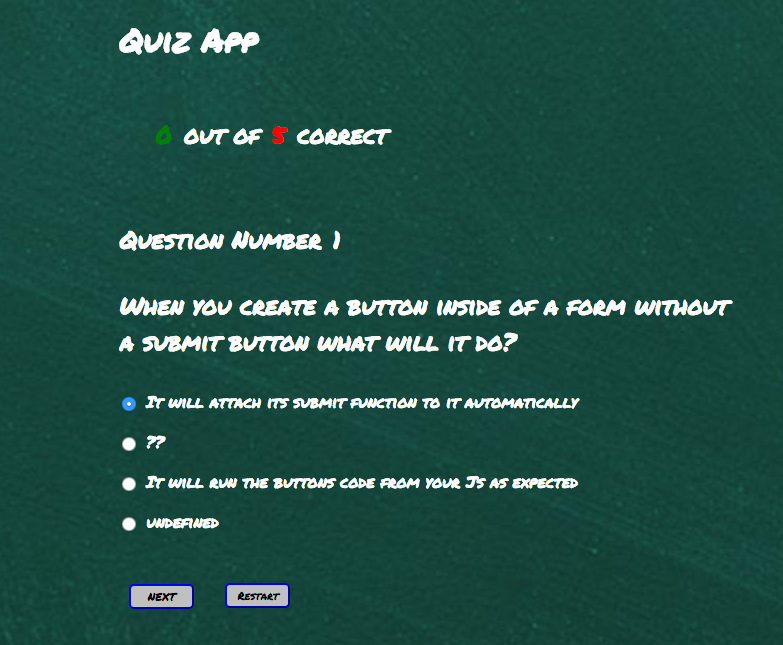 Quiz App
0 out of 5 correct
Question Number 1
When you create a button inside of a form without
a submit button what will it do?
It will attach its submit function to it automatically
??
It will run the buttons code from your JS as expected
undefined
next Restart